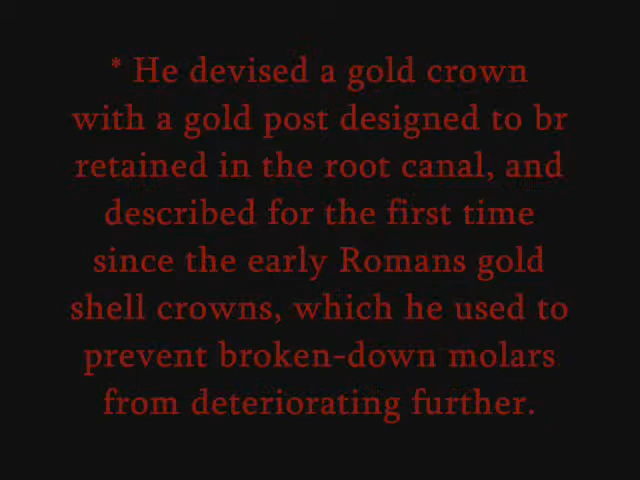 * He devised a gold crown
with a gold post designed to br
retained in the root canal, and
described for the first time
since the early Romans gold
shell crowns, which he used to
prevent broken-down molars
from deteriorating further.